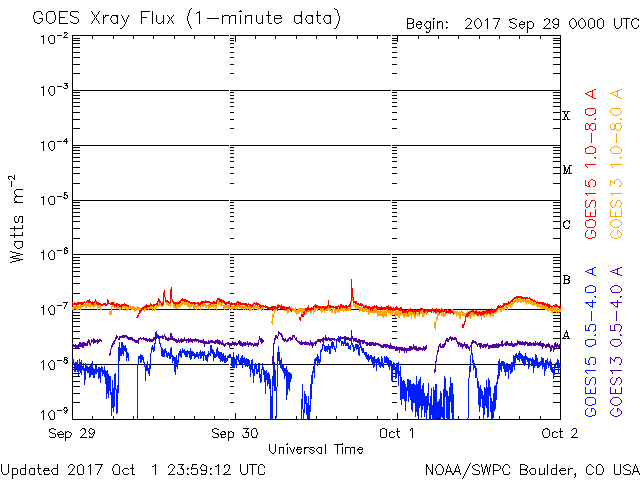 GOES Xray Flux (1-minute data)
Begin: 2017 Sep 29 0000 UTC
10⁻²
10⁻³
10⁻⁴
10⁻⁵
10⁻⁶
10⁻⁷
10⁻⁸
10⁻⁹
Watts m⁻²
X
M
C
B
A
GOES15 1.0-8.0 A
GOES13 1.0-8.0 A
GOES15 0.5-4.0 A
GOES13 0.5-4.0 A
Sep 29
Sep 30
Oct 1
Oct 2
Universal Time
Updated 2017 Oct 1 23:59:12 UTC
NOAA/SWPC Boulder, CO USA